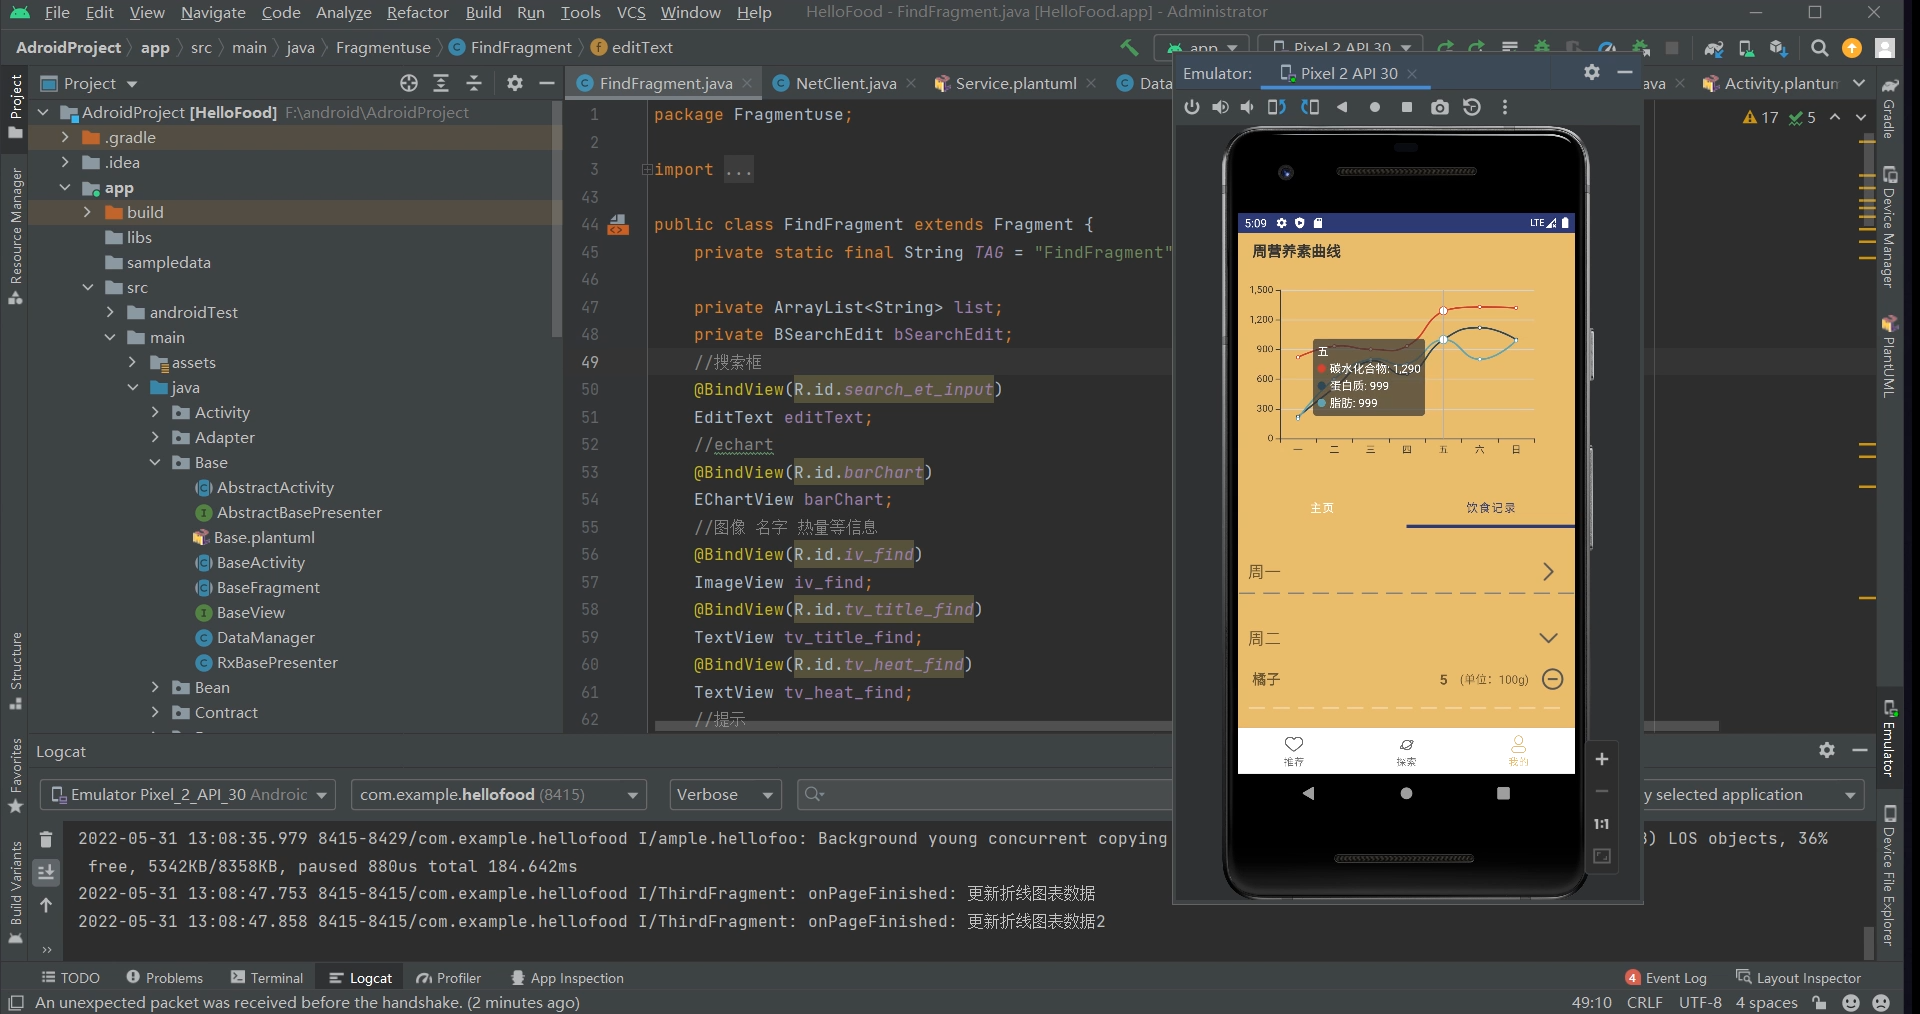 File Edit View Navigate Code Analyze Refactor Build Run Tools VCS Window Help HelloFood - FindFragment.java [HelloFood.app] - Administrator
AdroidProject app src main java Fragmentuse FindFragment editText app Pixel 2 API 30
Project FindFragment.java NetClient.java Service.plantuml Data Emulator: Pixel 2 API 30 ava Activity.plantum
AdroidProject [HelloFood] F:\android\AdroidProject
.gradle
.idea
app
build
libs
sampledata
src
androidTest
main
assets
java
Activity
Adapter
Base
AbstractActivity
AbstractBasePresenter
Base.plantuml
BaseActivity
BaseFragment
BaseView
DataManager
RxBasePresenter
Bean
Contract
1 package Fragmentuse;
2
3 import ...
43
44 public class FindFragment extends Fragment {
45 private static final String TAG = "FindFragment"
46
47 private ArrayList<String> list;
48 private BSearchEdit bSearchEdit;
49 //搜索框
50 @BindView(R.id.search_et_input)
51 EditText editText;
52 //echart
53 @BindView(R.id.barChart)
54 EChartView barChart;
55 //图像 名字 热量等信息
56 @BindView(R.id.iv_find)
57 ImageView iv_find;
58 @BindView(R.id.tv_title_find)
59 TextView tv_title_find;
60 @BindView(R.id.tv_heat_find)
61 TextView tv_heat_find;
62 //提示
17 5
5:09 LTE
周营养素曲线
1,500
1,200
900
600
300
0
五
碳水化合物: 1,290
蛋白质: 999
脂肪: 999
一 二 三 四 五 六 日
主页 饮食记录
周一
周二
橘子 5 (单位：100g)
推荐 探索 我的
1:1
Project
Resource Manager
Structure
Favorites
Build Variants
Gradle
Device Manager
PlantUML
Emulator
Device File Explorer
Logcat
Emulator Pixel_2_API_30 Androic com.example.hellofood (8415) Verbose y selected application
2022-05-31 13:08:35.979 8415-8429/com.example.hellofood I/ample.hellofoo: Background young concurrent copying ) LOS objects, 36%
free, 5342KB/8358KB, paused 880us total 184.642ms
2022-05-31 13:08:47.753 8415-8415/com.example.hellofood I/ThirdFragment: onPageFinished: 更新折线图表数据
2022-05-31 13:08:47.858 8415-8415/com.example.hellofood I/ThirdFragment: onPageFinished: 更新折线图表数据2
TODO Problems Terminal Logcat Profiler App Inspection 4 Event Log Layout Inspector
An unexpected packet was received before the handshake. (2 minutes ago) 49:10 CRLF UTF-8 4 spaces